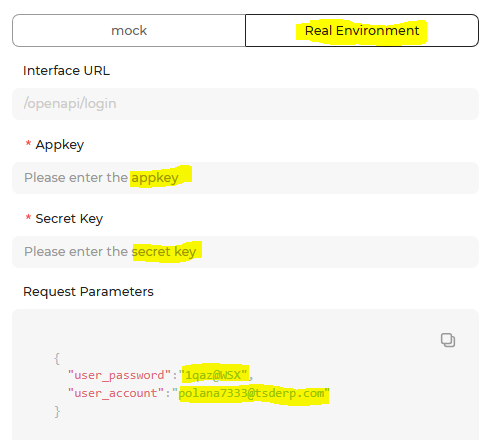 mock
Real Environment
Interface URL
/openapi/login
* Appkey
Please enter the appkey
* Secret Key
Please enter the secret key
Request Parameters
{
"user_password":"1qaz@WSX",
"user_account":"polana7333@tsderp.com"
}